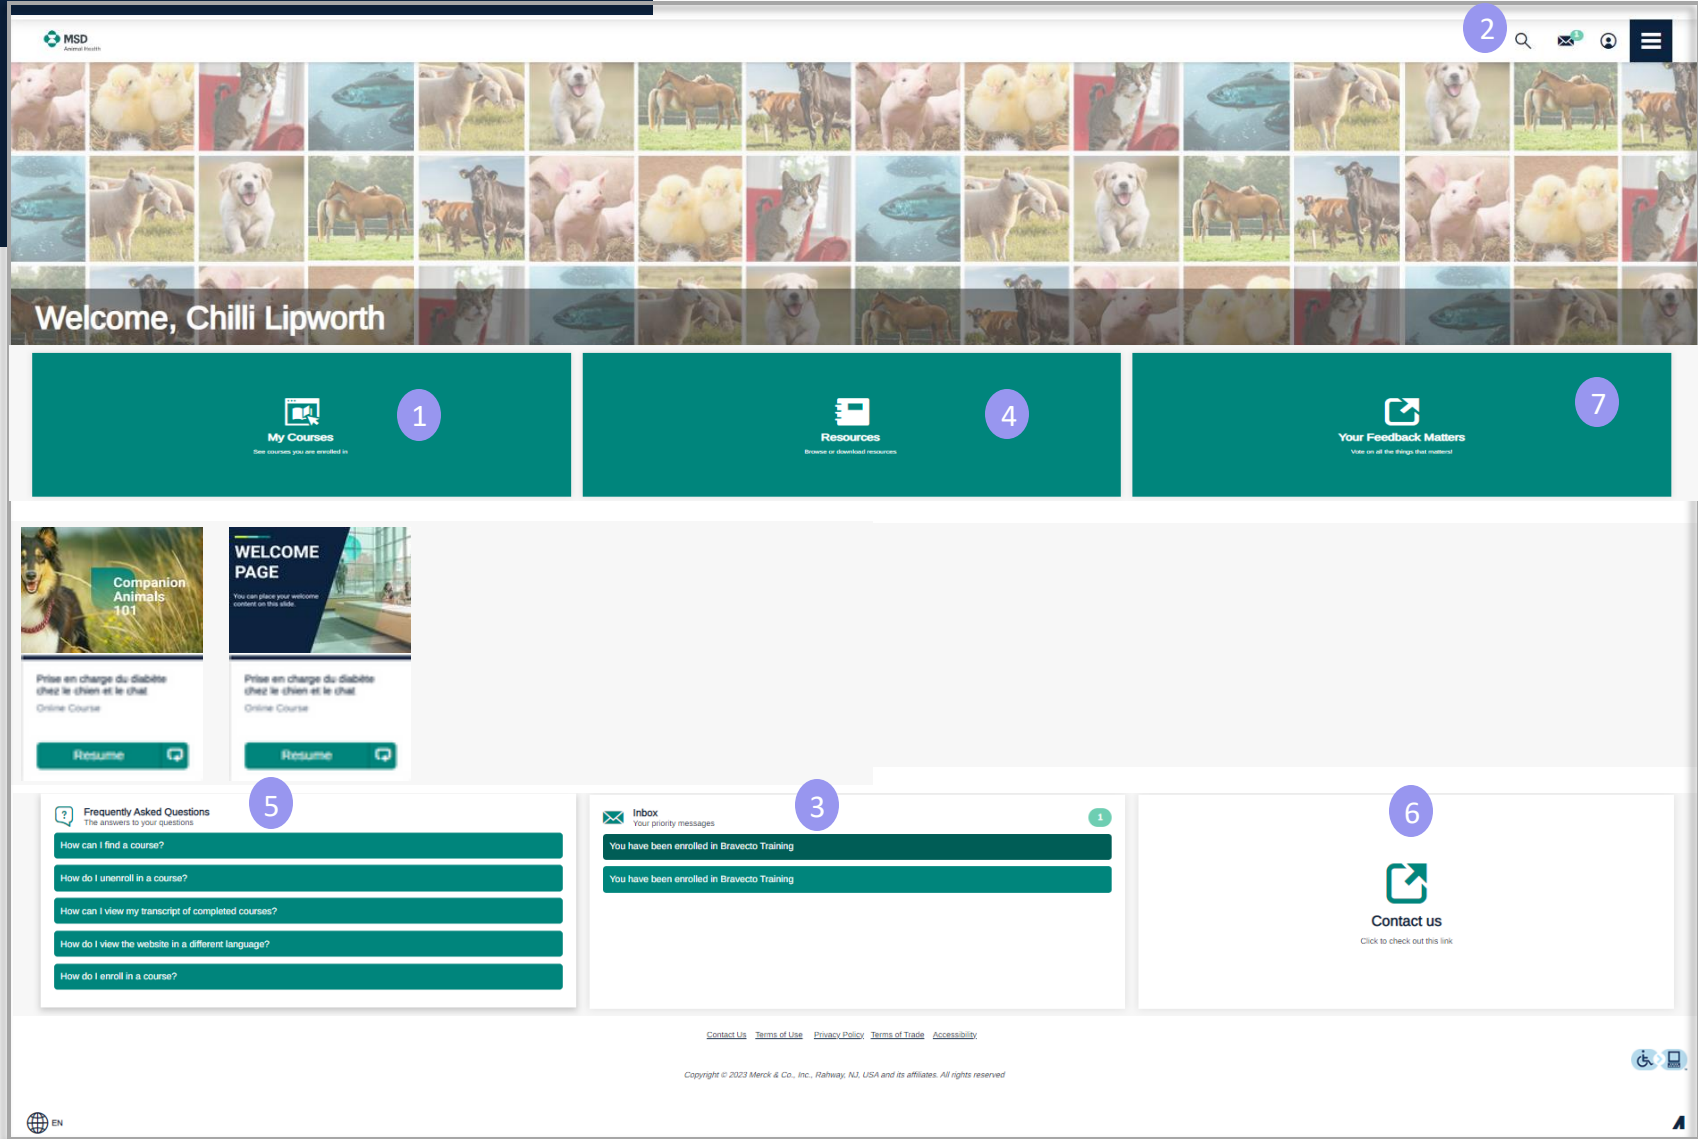 2
MSD
Animal Health
1
Welcome, Chilli Lipworth
1
4
7
My Courses
See courses you are enrolled in
Resources
Browse or download resources
Your Feedback Matters
Vote on all the things that matters!
Companion
Animals
101
WELCOME
PAGE
You can place your welcome
content on this slide.
Prise en charge du diabète
chez le chien et le chat
Online Course
Resume
Prise en charge du diabète
chez le chien et le chat
Online Course
Resume
5
Frequently Asked Questions
The answers to your questions
How can I find a course?
How do I unenroll in a course?
How can I view my transcript of completed courses?
How do I view the website in a different language?
How do I enroll in a course?
3
Inbox
Your priority messages
1
You have been enrolled in Bravecto Training
You have been enrolled in Bravecto Training
6
Contact us
Click to check out this link
Contact Us Terms of Use Privacy Policy Terms of Trade Accessibility
Copyright © 2023 Merck & Co., Inc., Rahway, NJ, USA and its affiliates. All rights reserved
EN